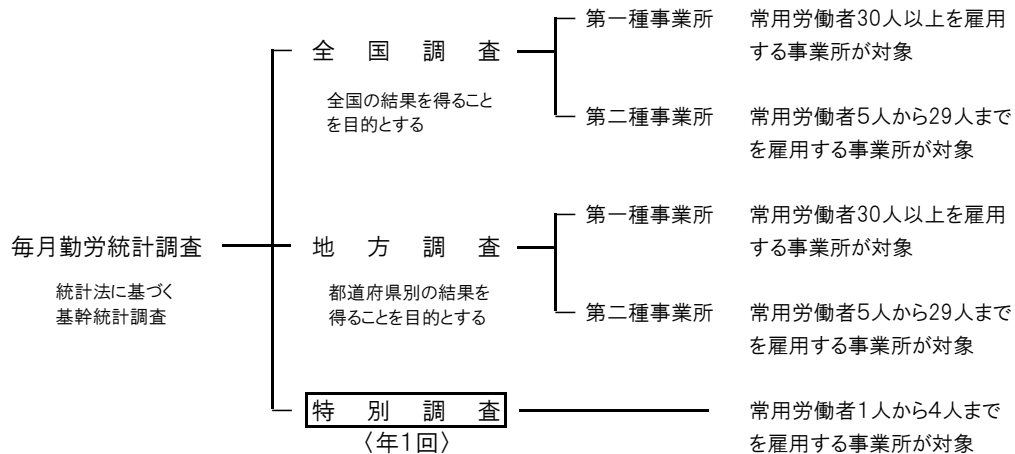 毎月勤労統計調査
統計法に基づく
基幹統計調査
全国調査
全国の結果を得ること
を目的とする
第一種事業所
常用労働者30人以上を雇用
する事業所が対象
第二種事業所
常用労働者5人から29人まで
を雇用する事業所が対象
地方調査
都道府県別の結果を
得ることを目的とする
第一種事業所
常用労働者30人以上を雇用
する事業所が対象
第二種事業所
常用労働者5人から29人まで
を雇用する事業所が対象
特別調査
〈年1回〉
常用労働者1人から4人まで
を雇用する事業所が対象